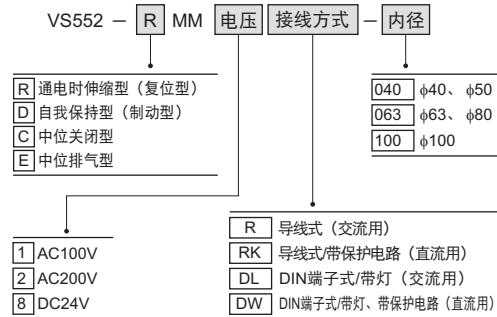 VS552 － R MM 电压 接线方式 － 内径
R 通电时伸缩型（复位型）
D 自我保持型（制动型）
C 中位关闭型
E 中位排气型
040 ϕ40、ϕ50
063 ϕ63、ϕ80
100 ϕ100
1 AC100V
2 AC200V
8 DC24V
R 导线式（交流用）
RK 导线式/带保护电路（直流用）
DL DIN端子式/带灯（交流用）
DW DIN端子式/带灯、带保护电路（直流用）